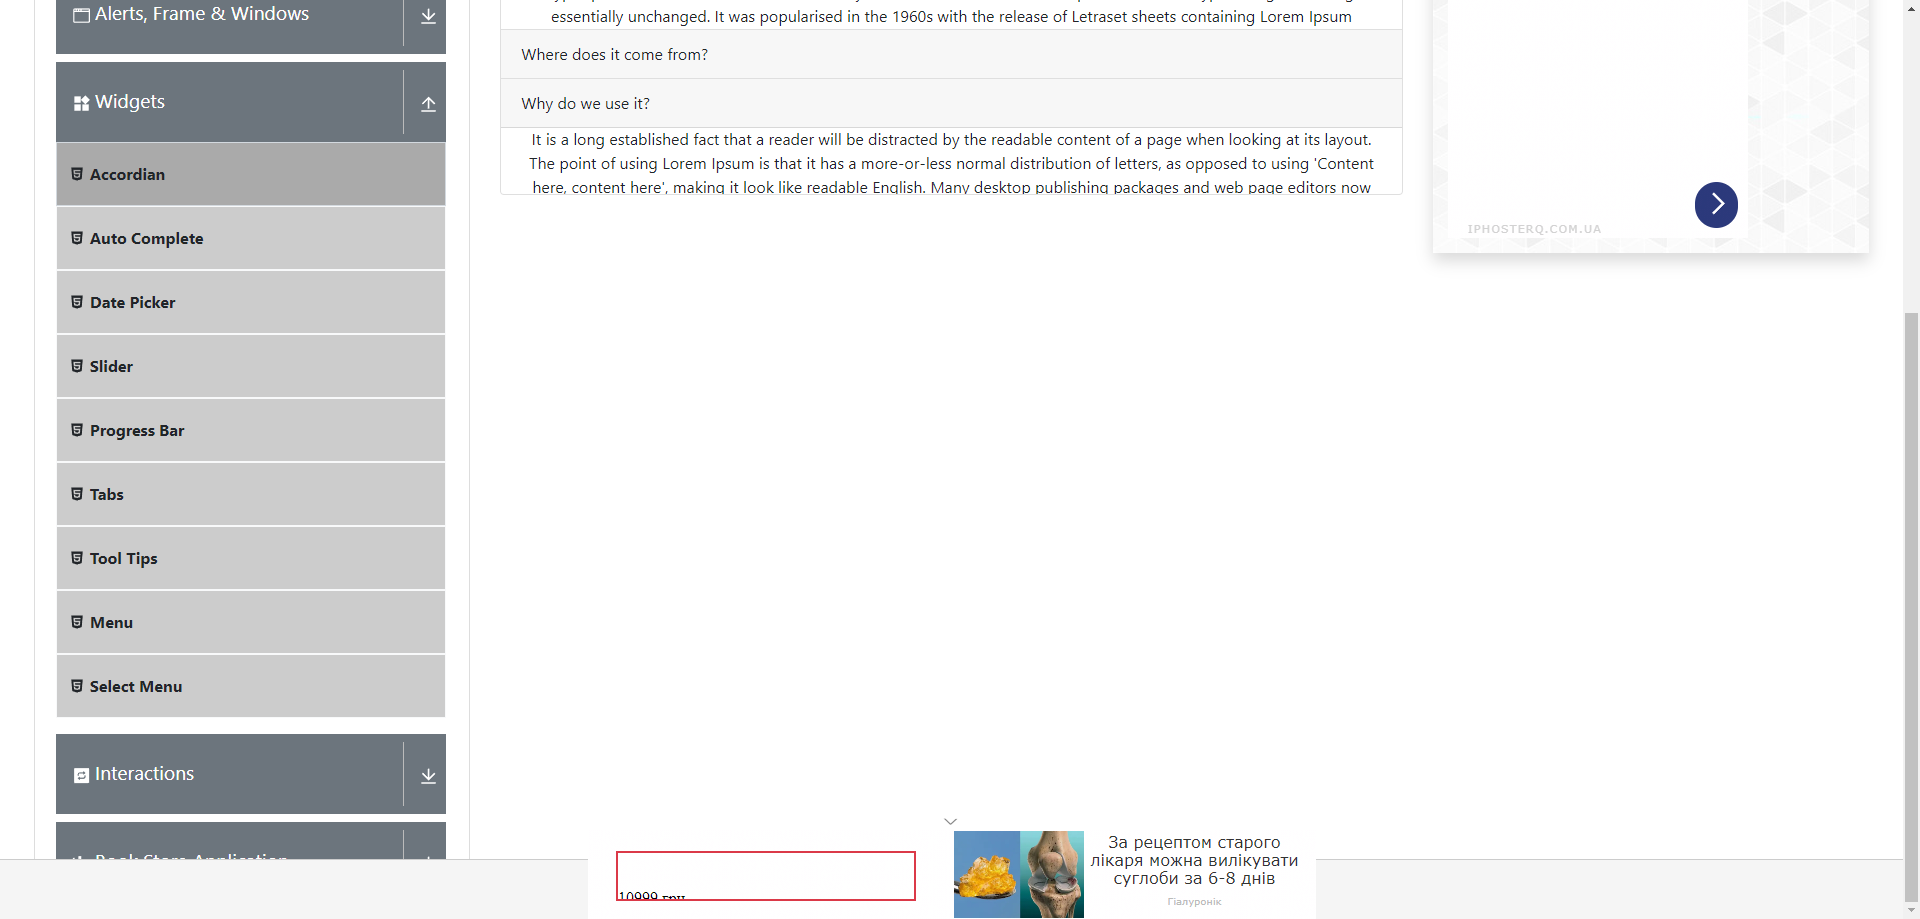 Alerts, Frame & Windows
Widgets
Accordian
Auto Complete
Date Picker
Slider
Progress Bar
Tabs
Tool Tips
Menu
Select Menu
Interactions
Book Store Application
essentially unchanged. It was popularised in the 1960s with the release of Letraset sheets containing Lorem Ipsum
Where does it come from?
Why do we use it?
It is a long established fact that a reader will be distracted by the readable content of a page when looking at its layout.
The point of using Lorem Ipsum is that it has a more-or-less normal distribution of letters, as opposed to using 'Content
here, content here', making it look like readable English. Many desktop publishing packages and web page editors now
IPHOSTERQ.COM.UA
10999 грн
За рецептом старого
лікаря можна вилікувати
суглоби за 6-8 днів
Гіалуронік